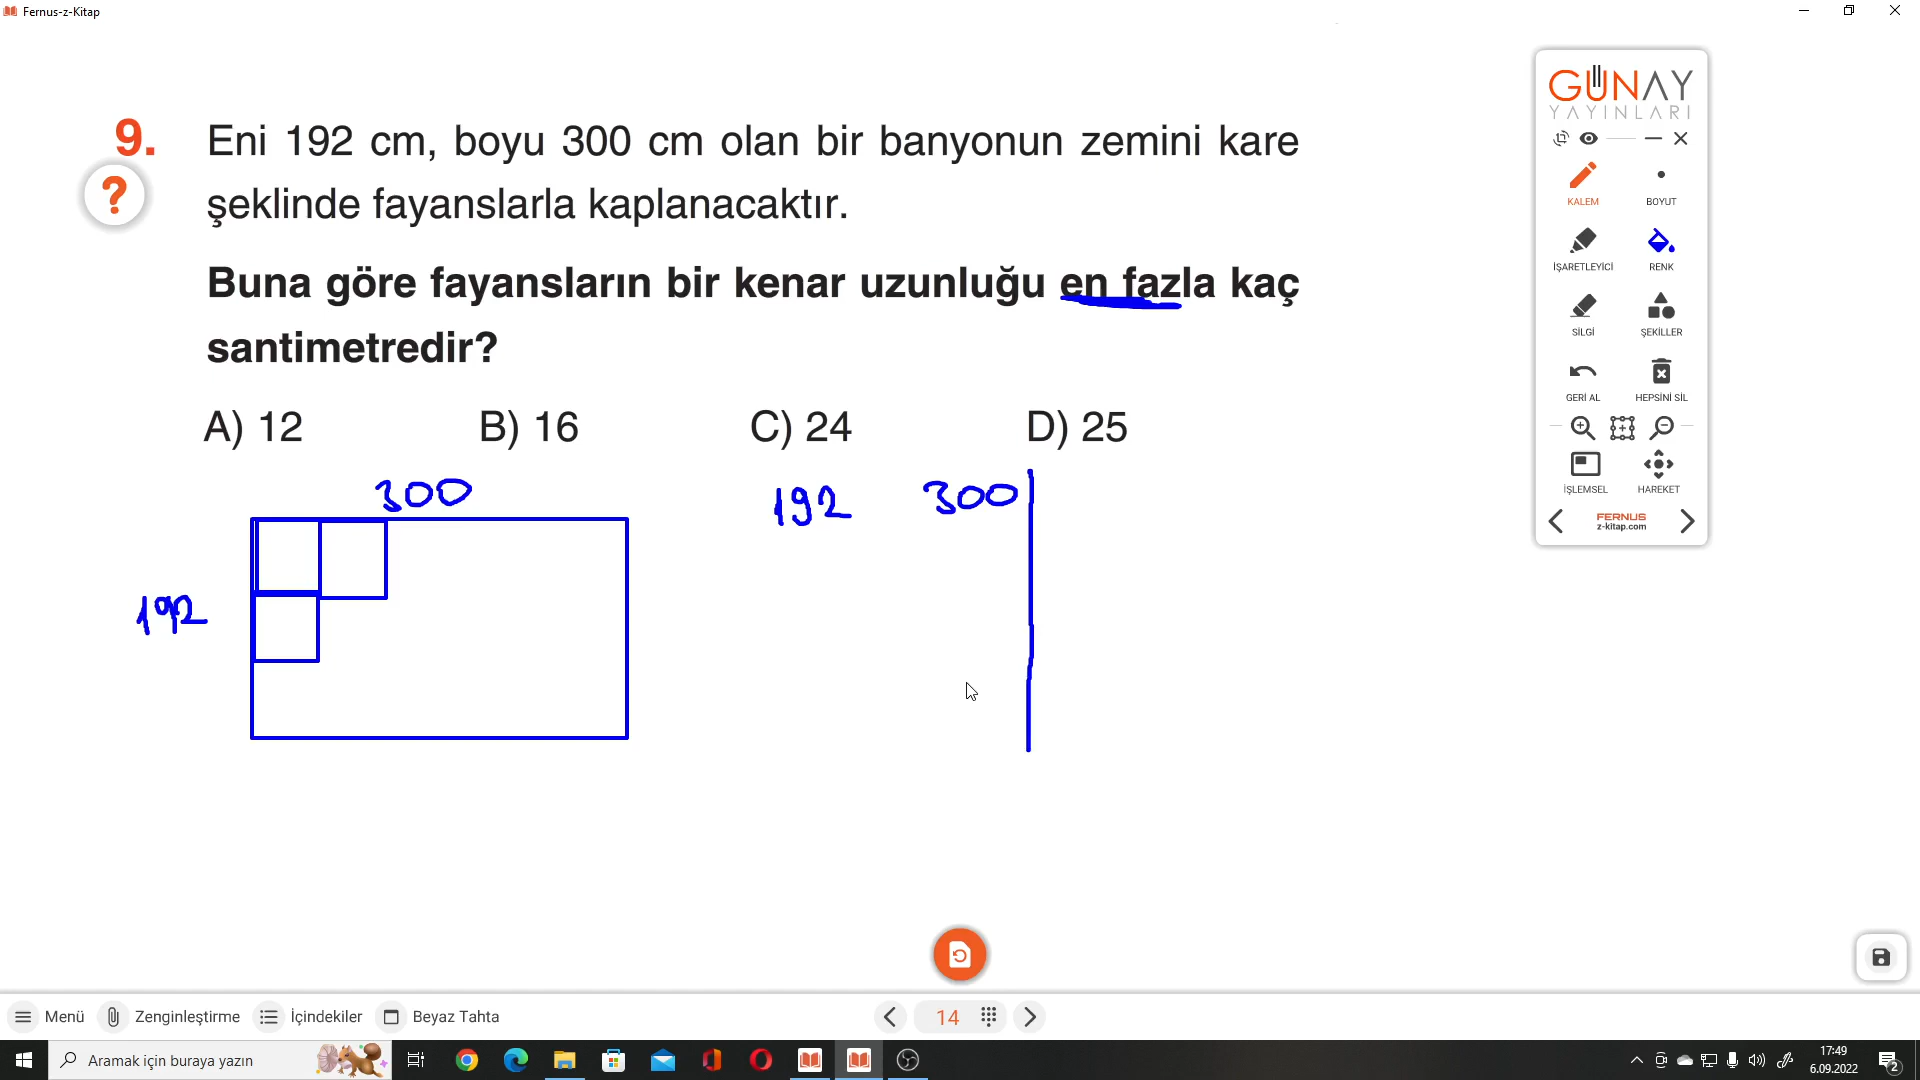 Fernus-z-Kitap
9. Eni 192 cm, boyu 300 cm olan bir banyonun zemini kare
şeklinde fayanslarla kaplanacaktır.
?
Buna göre fayansların bir kenar uzunluğu en fazla kaç
santimetredir?
A) 12 B) 16 C) 24 D) 25
300
192 300
192
GÜNAY
YAYINLARI
KALEM BOYUT
İŞARETLEYİCİ RENK
SİLGİ ŞEKİLLER
GERİ AL HEPSİNİ SİL
İŞLEMSEL HAREKET
FERNUS
z-kitap.com
Menü Zenginleştirme İçindekiler Beyaz Tahta 14
Aramak için buraya yazın
17:49
6.09.2022
2